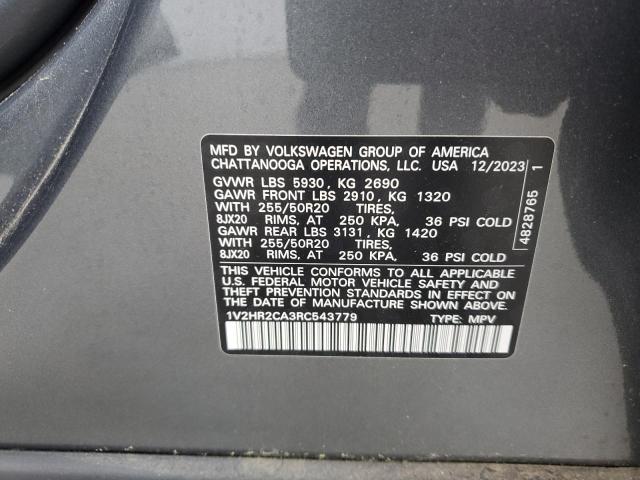 MFD BY VOLKSWAGEN GROUP OF AMERICA
CHATTANOOGA OPERATIONS, LLC. USA 12/2023
GVWR LBS 5930, KG 2690
GAWR FRONT LBS 2910, KG 1320
WITH 255/50R20 TIRES,
8JX20 RIMS, AT 250 KPA, 36 PSI COLD
GAWR REAR LBS 3131, KG 1420
WITH 255/50R20 TIRES,
8JX20 RIMS, AT 250 KPA, 36 PSI COLD
THIS VEHICLE CONFORMS TO ALL APPLICABLE
U.S. FEDERAL MOTOR VEHICLE SAFETY AND
THEFT PREVENTION STANDARDS IN EFFECT ON
THE DATE OF MANUFACTURE SHOWN ABOVE.
1V2HR2CA3RC543779 TYPE: MPV
4828765 1